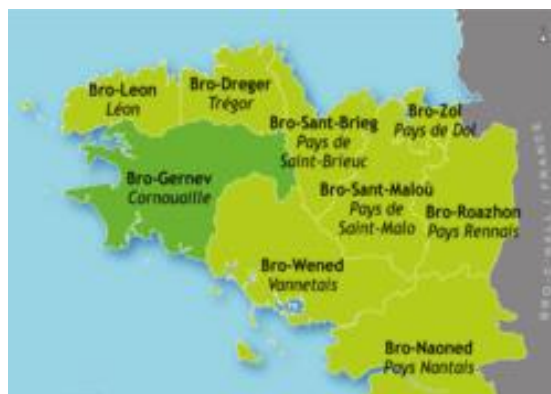 Bro-Leon
Léon
Bro-Dreger
Trégor
Bro-Sant-Brieg
Pays de
Saint-Brieuc
Bro-Zol
Pays de Dol
Bro-Gernev
Cornouaille
Bro-Sant-Maloù
Pays de
Saint-Malo
Bro-Roazhon
Pays Rennais
Bro-Wened
Vannetais
Bro-Naoned
Pays Nantais